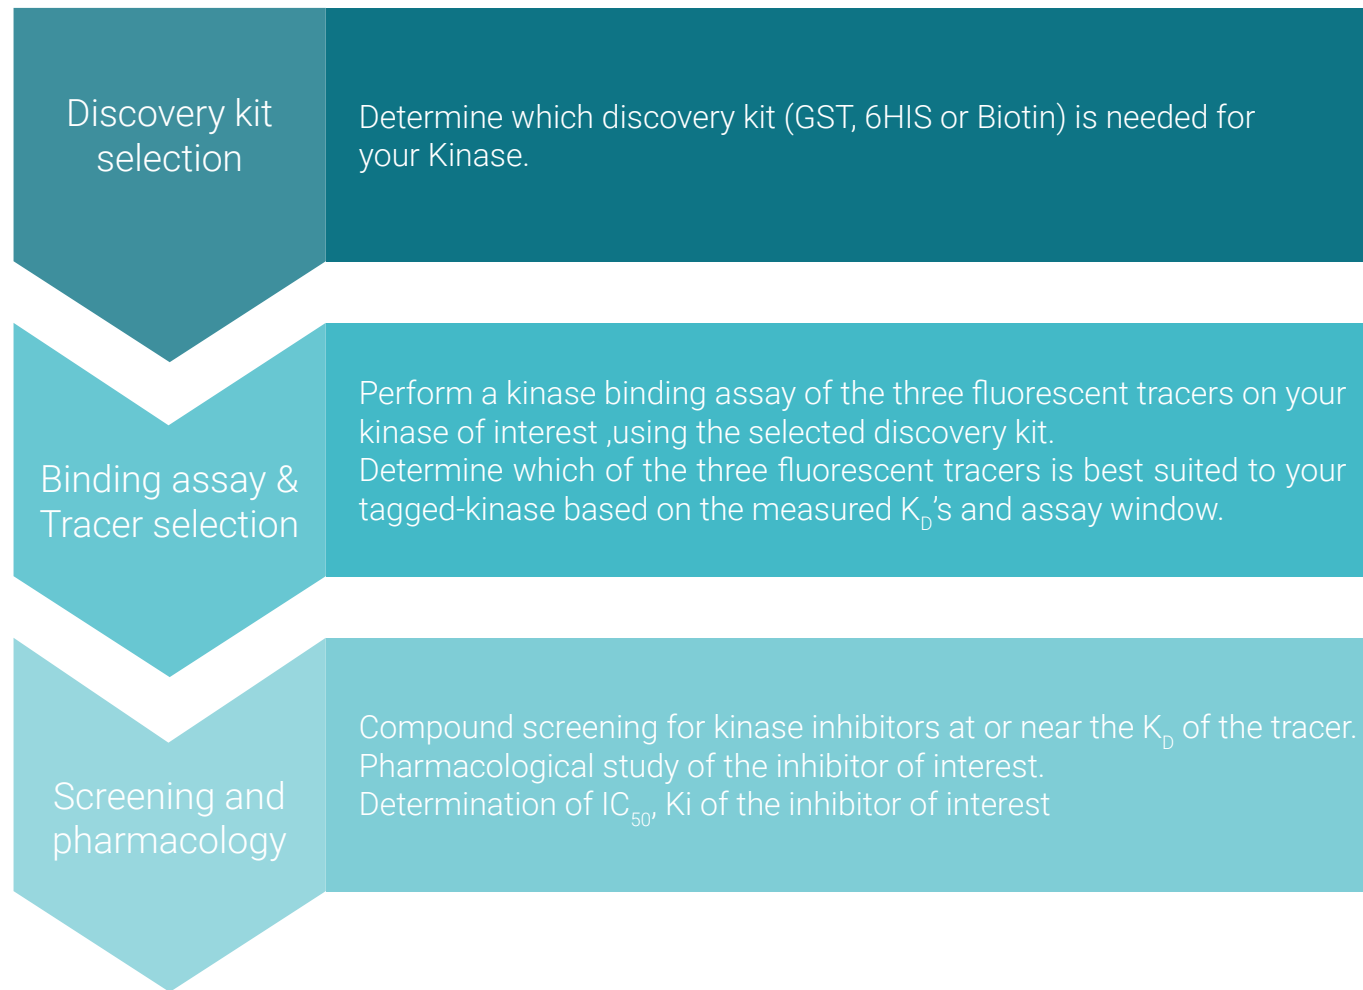 Discovery kit
selection
Determine which discovery kit (GST, 6HIS or Biotin) is needed for
your Kinase.
Binding assay &
Tracer selection
Perform a kinase binding assay of the three fluorescent tracers on your
kinase of interest ,using the selected discovery kit.
Determine which of the three fluorescent tracers is best suited to your
tagged-kinase based on the measured K_D's and assay window.
Screening and
pharmacology
Compound screening for kinase inhibitors at or near the K_D of the tracer.
Pharmacological study of the inhibitor of interest.
Determination of IC_50, Ki of the inhibitor of interest